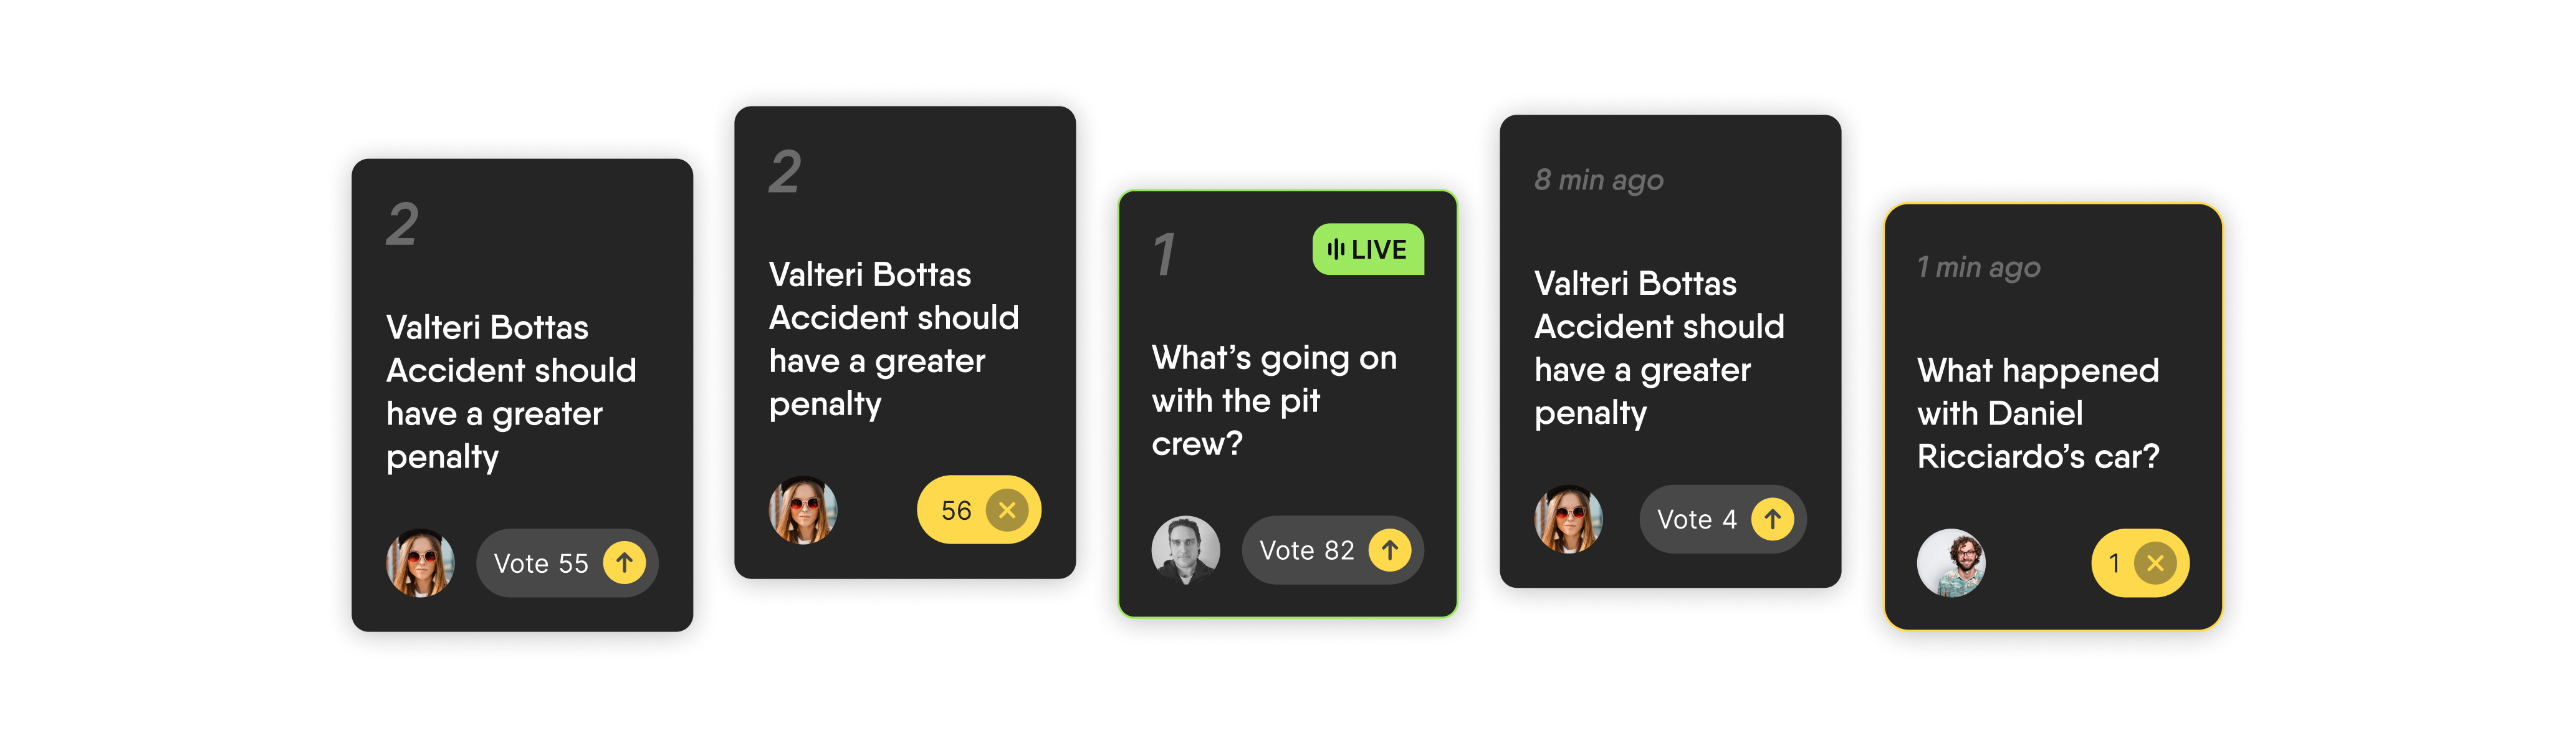 2
Valteri Bottas
Accident should
have a greater
penalty
Vote 55
2
Valteri Bottas
Accident should
have a greater
penalty
56
1
LIVE
What’s going on
with the pit
crew?
Vote 82
8 min ago
Valteri Bottas
Accident should
have a greater
penalty
Vote 4
1 min ago
What happened
with Daniel
Ricciardo’s car?
1